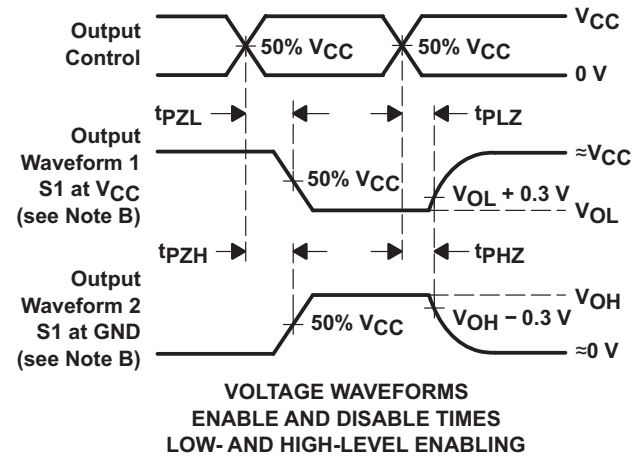 Output
Control
50% VCC
50% VCC
VCC
0 V
tPZL
tPLZ
Output
Waveform 1
S1 at VCC
(see Note B)
50% VCC
≈VCC
VOL + 0.3 V
VOL
tPZH
tPHZ
Output
Waveform 2
S1 at GND
(see Note B)
50% VCC
VOH
VOH − 0.3 V
≈0 V
VOLTAGE WAVEFORMS
ENABLE AND DISABLE TIMES
LOW- AND HIGH-LEVEL ENABLING